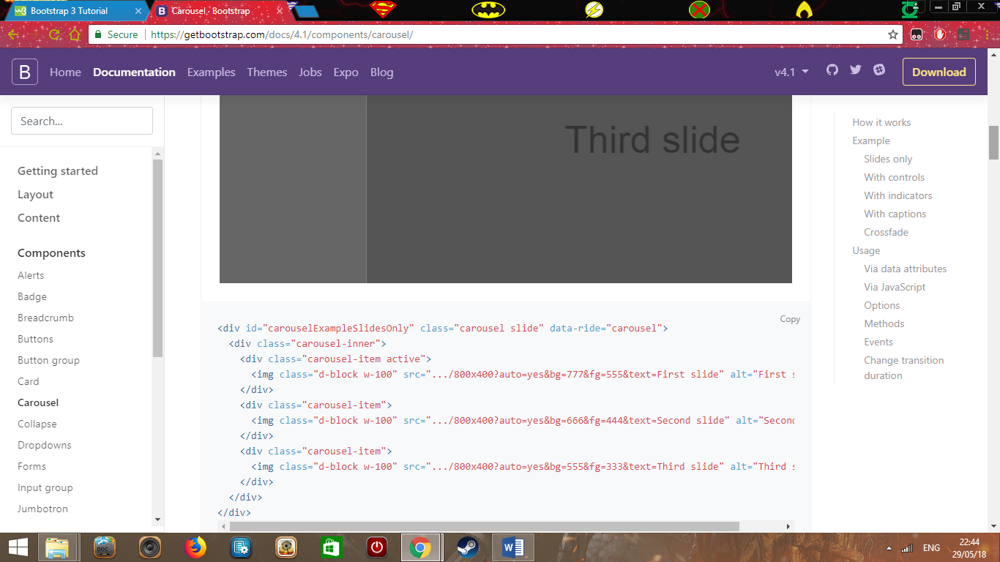 Bootstrap 3 Tutorial
Carousel · Bootstrap
Secure
https://getbootstrap.com/docs/4.1/components/carousel/
B Home Documentation Examples Themes Jobs Expo Blog v4.1 Download
Search...
Getting started
Layout
Content
Components
Alerts
Badge
Breadcrumb
Buttons
Button group
Card
Carousel
Collapse
Dropdowns
Forms
Input group
Jumbotron
Third slide
Copy
<div id="carouselExampleSlidesOnly" class="carousel slide" data-ride="carousel">
<div class="carousel-inner">
<div class="carousel-item active">
<img class="d-block w-100" src=".../800x400?auto=yes&bg=777&fg=555&text=First slide" alt="First s
</div>
<div class="carousel-item">
<img class="d-block w-100" src=".../800x400?auto=yes&bg=666&fg=444&text=Second slide" alt="Second
</div>
<div class="carousel-item">
<img class="d-block w-100" src=".../800x400?auto=yes&bg=555&fg=333&text=Third slide" alt="Third s
</div>
</div>
</div>
How it works
Example
Slides only
With controls
With indicators
With captions
Crossfade
Usage
Via data attributes
Via JavaScript
Options
Methods
Events
Change transition
duration
DOC
ENG
22:44
29/05/18